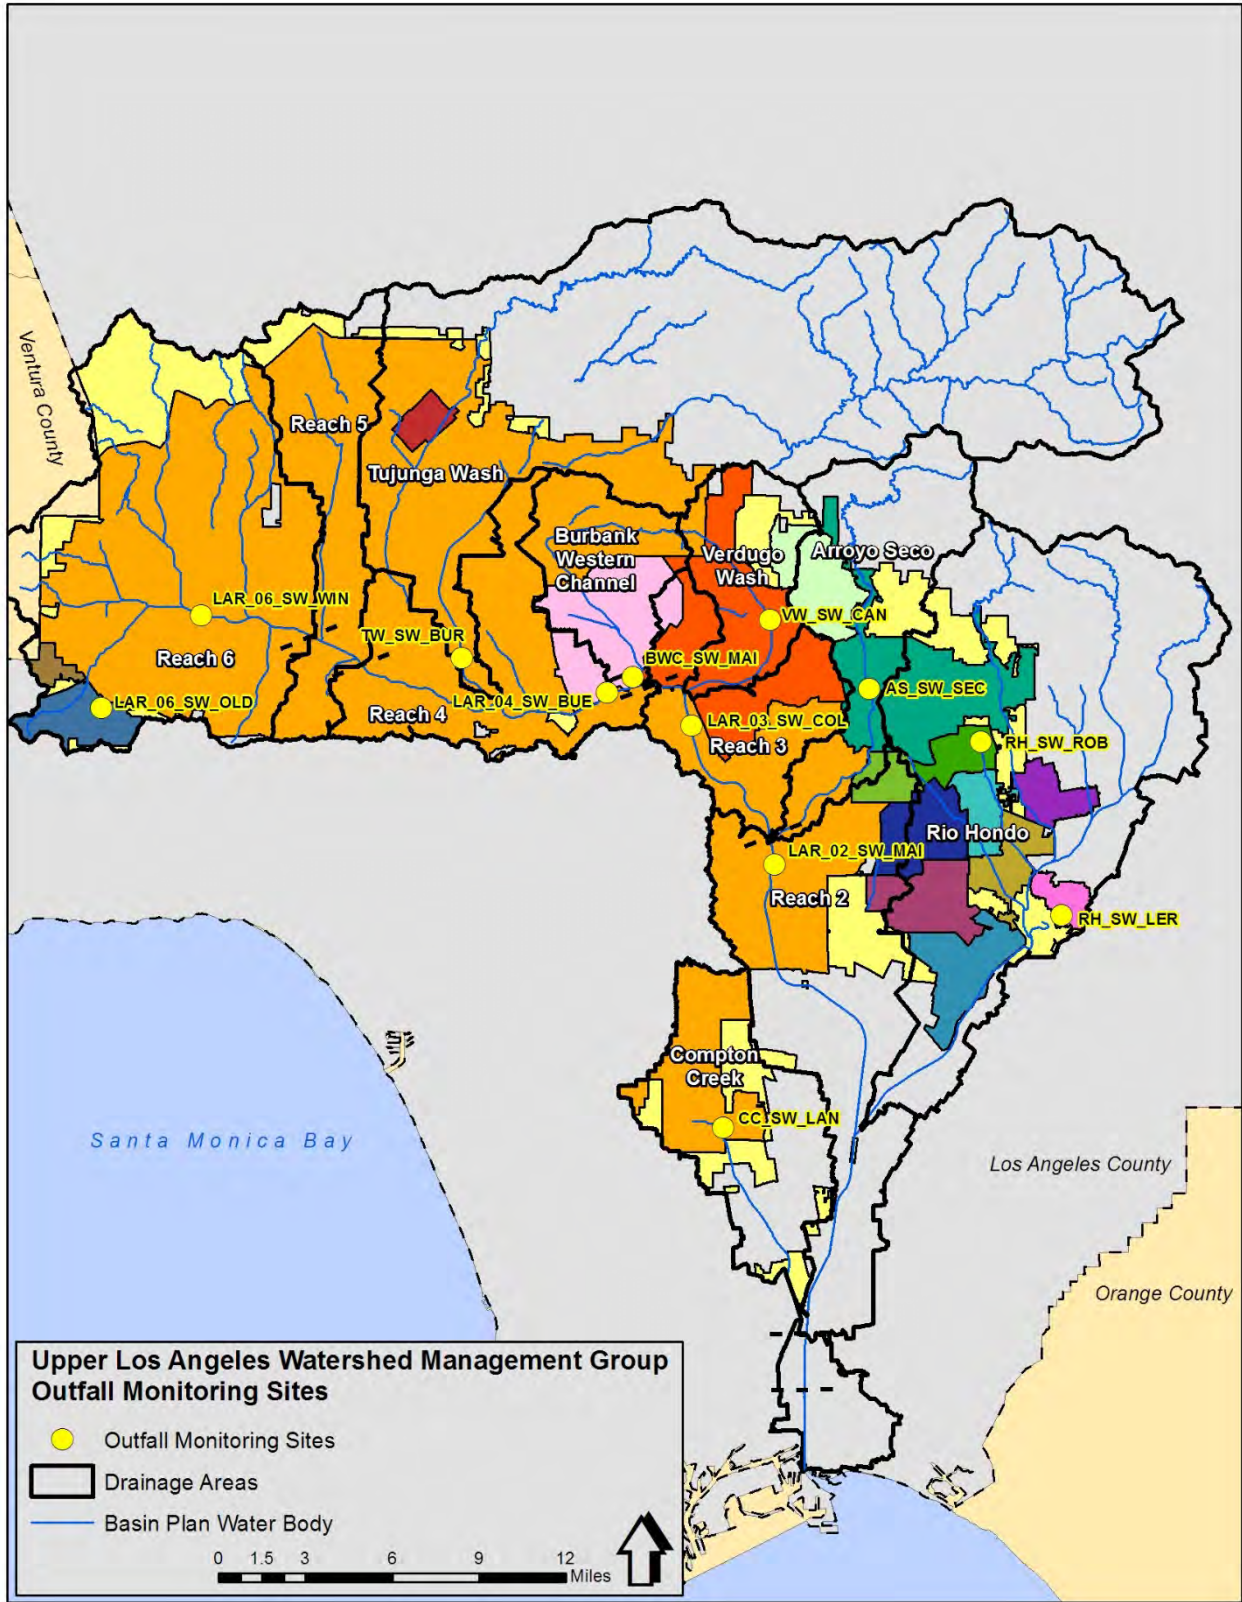 Ventura County
Reach 5
Tujunga Wash
Burbank
Western
Channel
Verdugo
Wash
Arroyo Seco
LAR_06_SW_WIN
TW_SW_BUR
VW_SW_CAN
Reach 6
BWC_SW_MAI
LAR_06_SW_OLD
LAR_04_SW_BUE
AS_SW_SEC
Reach 4
LAR_03_SW_COL
Reach 3
RH_SW_ROB
Rio Hondo
LAR_02_SW_MAI
Reach 2
RH_SW_LER
Compton
Creek
CC_SW_LAN
Santa Monica Bay
Los Angeles County
Orange County
Upper Los Angeles Watershed Management Group
Outfall Monitoring Sites
Outfall Monitoring Sites
Drainage Areas
Basin Plan Water Body
0 1.5 3 6 9 12
Miles